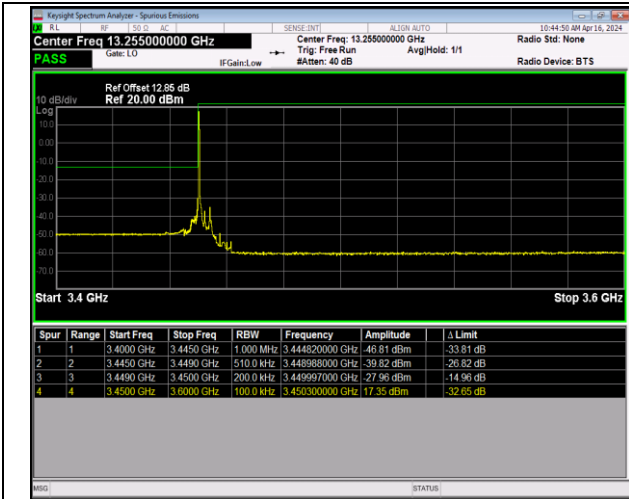 Keysight Spectrum Analyzer - Spurious Emissions
RL RF 50 Ω AC SENSE:INT ALIGN AUTO 10:44:50 AM Apr 16, 2024
Center Freq 13.255000000 GHz Center Freq: 13.255000000 GHz Radio Std: None
Gate: LO Trig: Free Run Avg|Hold: 1/1
PASS IFGain:Low #Atten: 40 dB Radio Device: BTS
Ref Offset 12.85 dB
10 dB/div Ref 20.00 dBm
Log
10.0
0.00
-10.0
-20.0
-30.0
-40.0
-50.0
-60.0
-70.0
Start 3.4 GHz Stop 3.6 GHz
Spur Range Start Freq Stop Freq RBW Frequency Amplitude Δ Limit
1 1 3.4000 GHz 3.4450 GHz 1.000 MHz 3.444820000 GHz -46.81 dBm -33.81 dB
2 2 3.4450 GHz 3.4490 GHz 510.0 kHz 3.448988000 GHz -39.82 dBm -26.82 dB
3 3 3.4490 GHz 3.4500 GHz 200.0 kHz 3.449997000 GHz -27.96 dBm -14.96 dB
4 4 3.4500 GHz 3.6000 GHz 100.0 kHz 3.450300000 GHz 17.35 dBm -32.65 dB
MSG STATUS